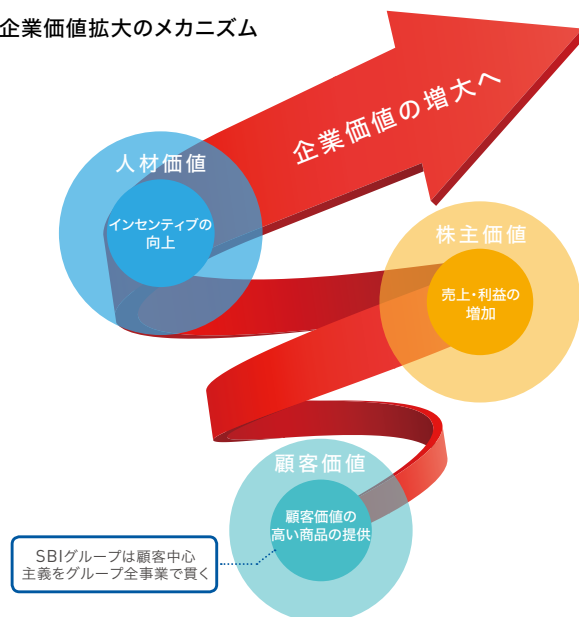 企業価値拡大のメカニズム
企業価値の増大へ
人材価値
インセンティブの
向上
株主価値
売上・利益の
増加
顧客価値
顧客価値の
高い商品の提供
SBIグループは顧客中心
主義をグループ全事業で貫く